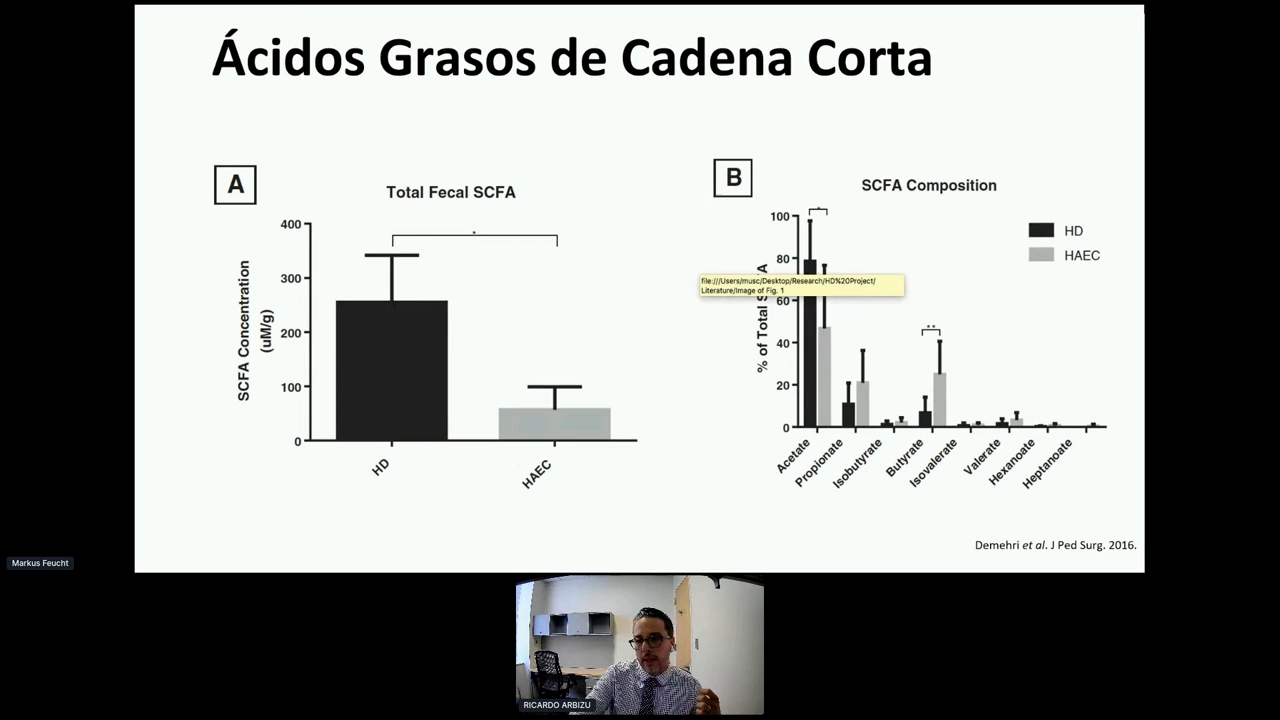 Ácidos Grasos de Cadena Corta
A
Total Fecal SCFA
SCFA Concentration
(uM/g)
400
300
200
100
0
*
HD
HAEC
B
SCFA Composition
% of Total S FA
100
80
60
40
20
0
*
**
HD
HAEC
file:///Users/musc/Desktop/Research/HD%20Project/
Literature/Image of Fig. 1
Acetate
Propionate
Isobutyrate
Butyrate
Isovalerate
Valerate
Hexanoate
Heptanoate
Demehri et al. J Ped Surg. 2016.
Markus Feucht
RICARDO ARBIZU